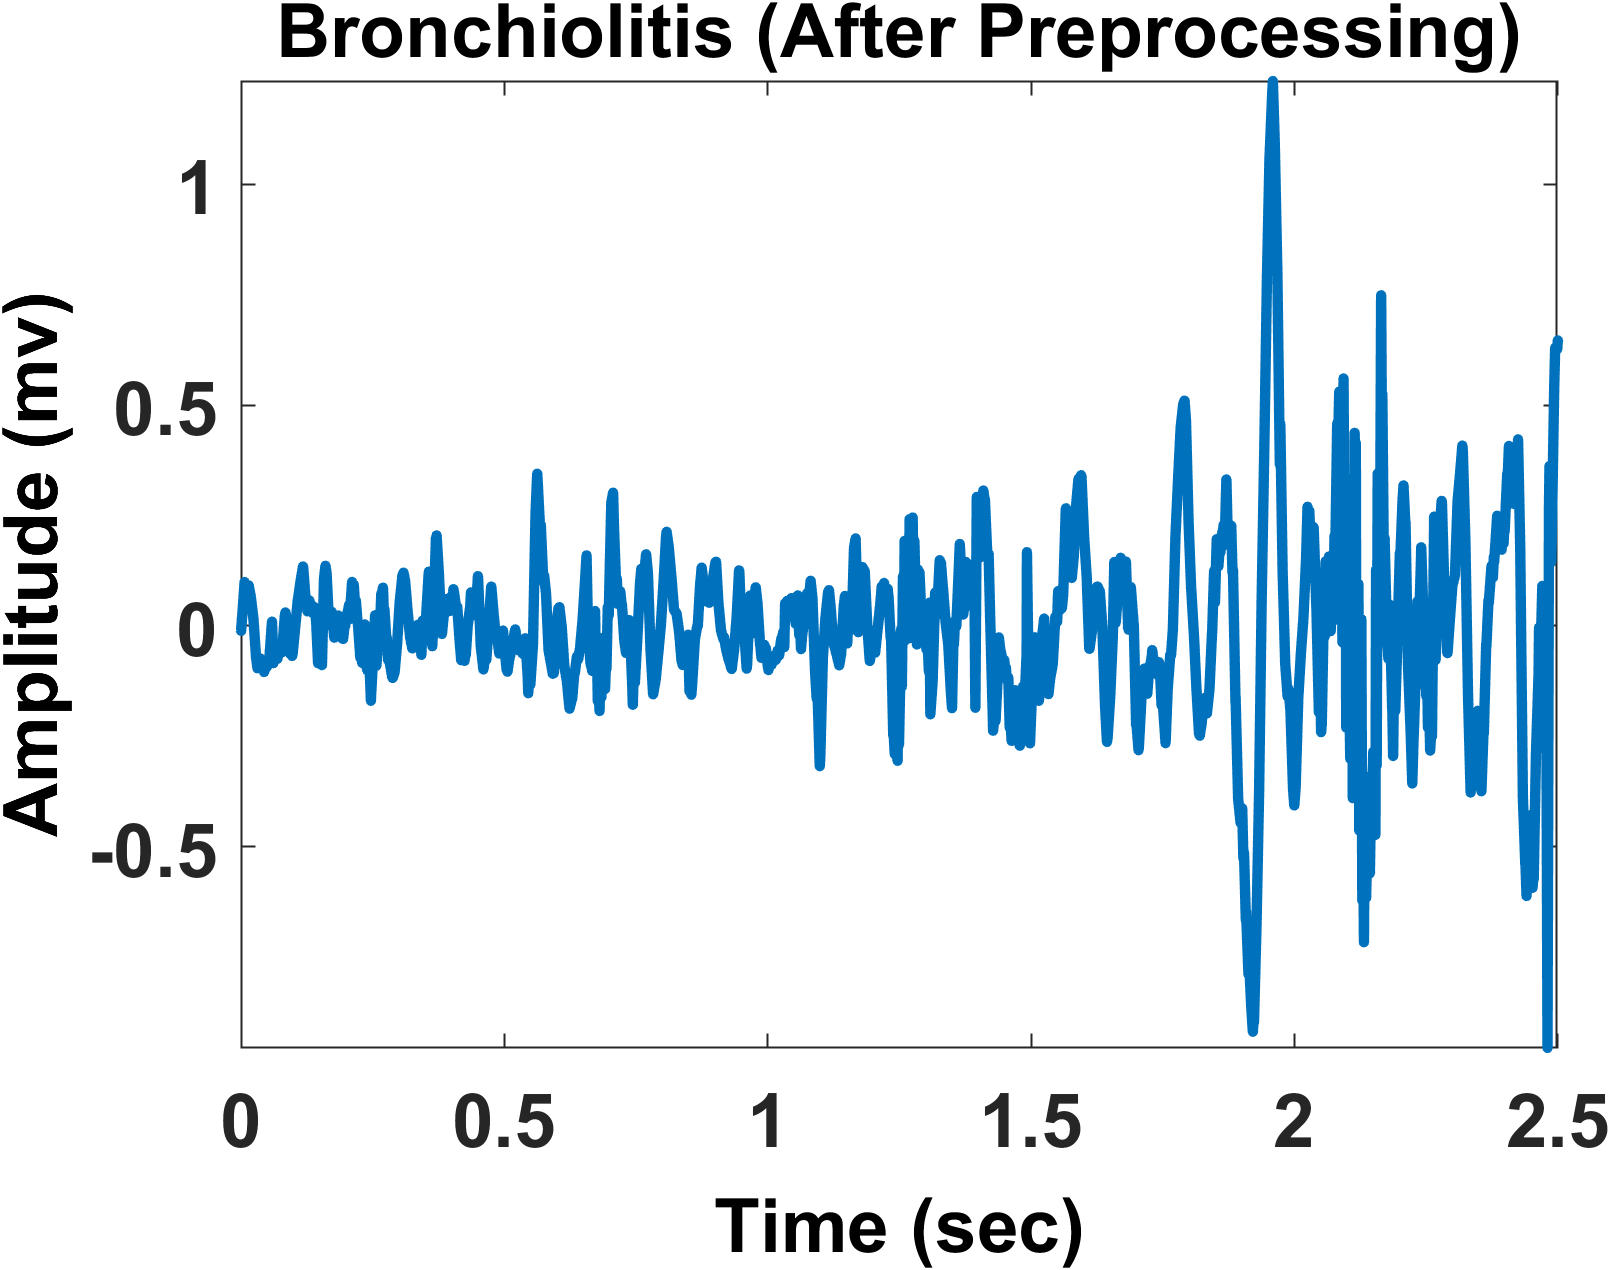 Bronchiolitis (After Preprocessing)
Amplitude (mv)
1
0.5
0
-0.5
0 0.5 1 1.5 2 2.5
Time (sec)